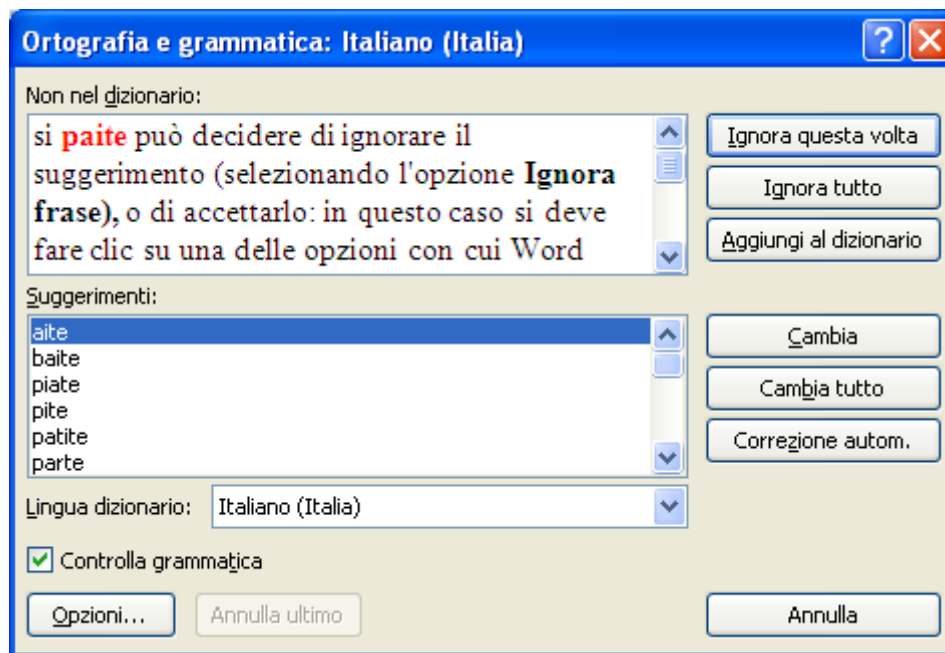 Ortografia e grammatica: Italiano (Italia)
Non nel dizionario:
si paite può decidere di ignorare il
suggerimento (selezionando l'opzione Ignora
frase), o di accettarlo: in questo caso si deve
fare clic su una delle opzioni con cui Word
Ignora questa volta
Ignora tutto
Aggiungi al dizionario
Suggerimenti:
aite
baite
piate
pite
patite
parte
Cambia
Cambia tutto
Correzione autom.
Lingua dizionario: Italiano (Italia)
Controlla grammatica
Opzioni... Annulla ultimo Annulla